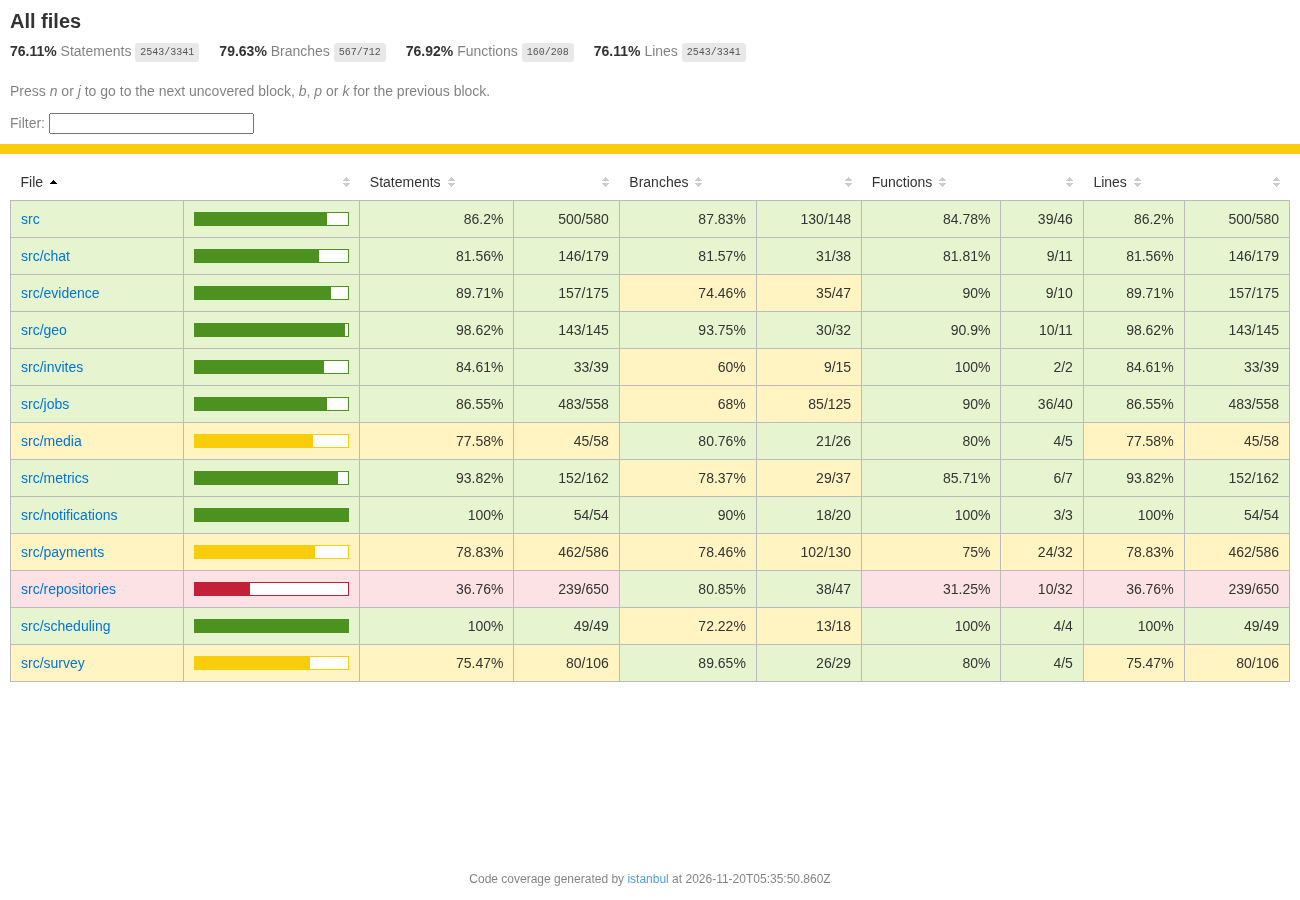 All files
76.11% Statements 2543/3341 79.63% Branches 567/712 76.92% Functions 160/208 76.11% Lines 2543/3341
Press n or j to go to the next uncovered block, b, p or k for the previous block.
Filter:
File Statements Branches Functions Lines
src 86.2% 500/580 87.83% 130/148 84.78% 39/46 86.2% 500/580
src/chat 81.56% 146/179 81.57% 31/38 81.81% 9/11 81.56% 146/179
src/evidence 89.71% 157/175 74.46% 35/47 90% 9/10 89.71% 157/175
src/geo 98.62% 143/145 93.75% 30/32 90.9% 10/11 98.62% 143/145
src/invites 84.61% 33/39 60% 9/15 100% 2/2 84.61% 33/39
src/jobs 86.55% 483/558 68% 85/125 90% 36/40 86.55% 483/558
src/media 77.58% 45/58 80.76% 21/26 80% 4/5 77.58% 45/58
src/metrics 93.82% 152/162 78.37% 29/37 85.71% 6/7 93.82% 152/162
src/notifications 100% 54/54 90% 18/20 100% 3/3 100% 54/54
src/payments 78.83% 462/586 78.46% 102/130 75% 24/32 78.83% 462/586
src/repositories 36.76% 239/650 80.85% 38/47 31.25% 10/32 36.76% 239/650
src/scheduling 100% 49/49 72.22% 13/18 100% 4/4 100% 49/49
src/survey 75.47% 80/106 89.65% 26/29 80% 4/5 75.47% 80/106
Code coverage generated by istanbul at 2026-11-20T05:35:50.860Z